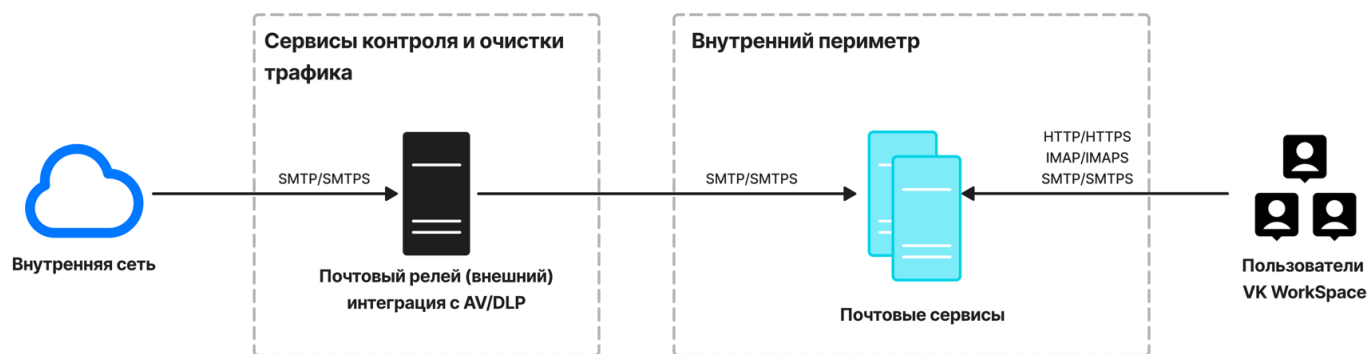 Сервисы контроля и очистки
трафика
Внутренний периметр
SMTP/SMTPS
SMTP/SMTPS
HTTP/HTTPS
IMAP/IMAPS
SMTP/SMTPS
Внутренняя сеть
Почтовый релей (внешний)
интеграция с AV/DLP
Почтовые сервисы
Пользователи
VK WorkSpace